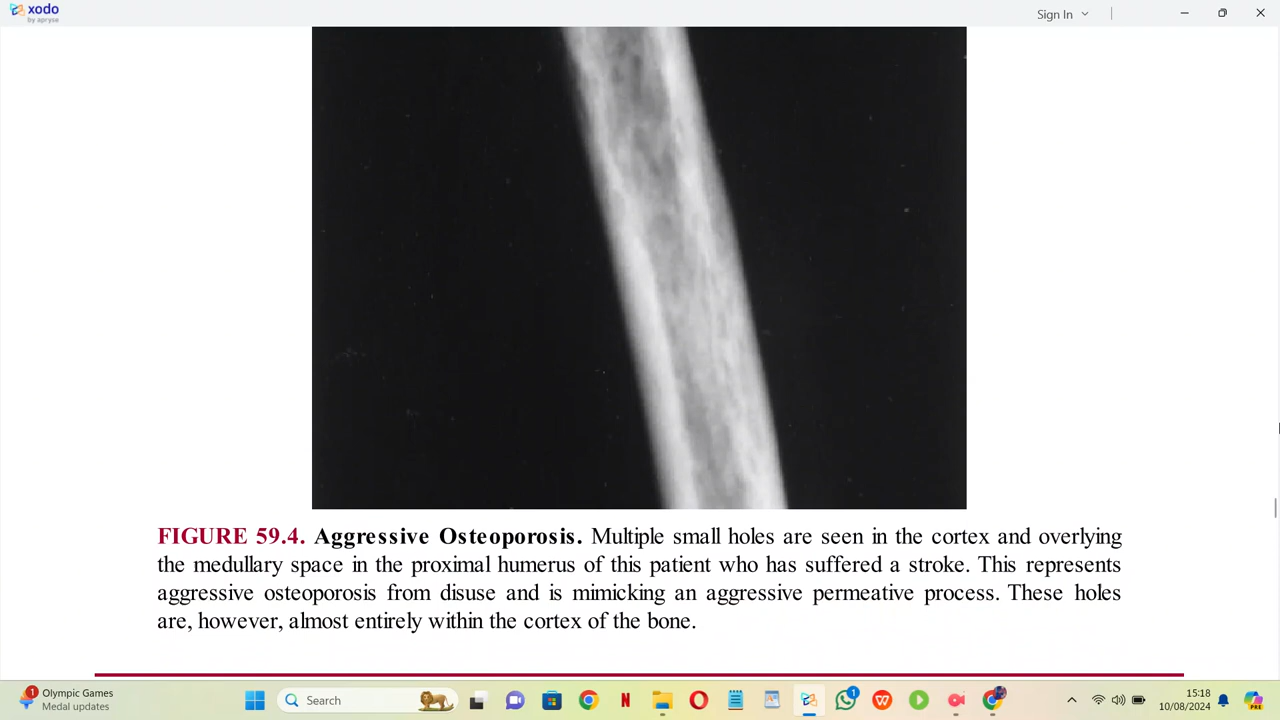 xodo
by apryse
Sign In
FIGURE 59.4. Aggressive Osteoporosis. Multiple small holes are seen in the cortex and overlying
the medullary space in the proximal humerus of this patient who has suffered a stroke. This represents
aggressive osteoporosis from disuse and is mimicking an aggressive permeative process. These holes
are, however, almost entirely within the cortex of the bone.
1
Olympic Games
Medal updates
Search
1
15:18
10/08/2024
PRE